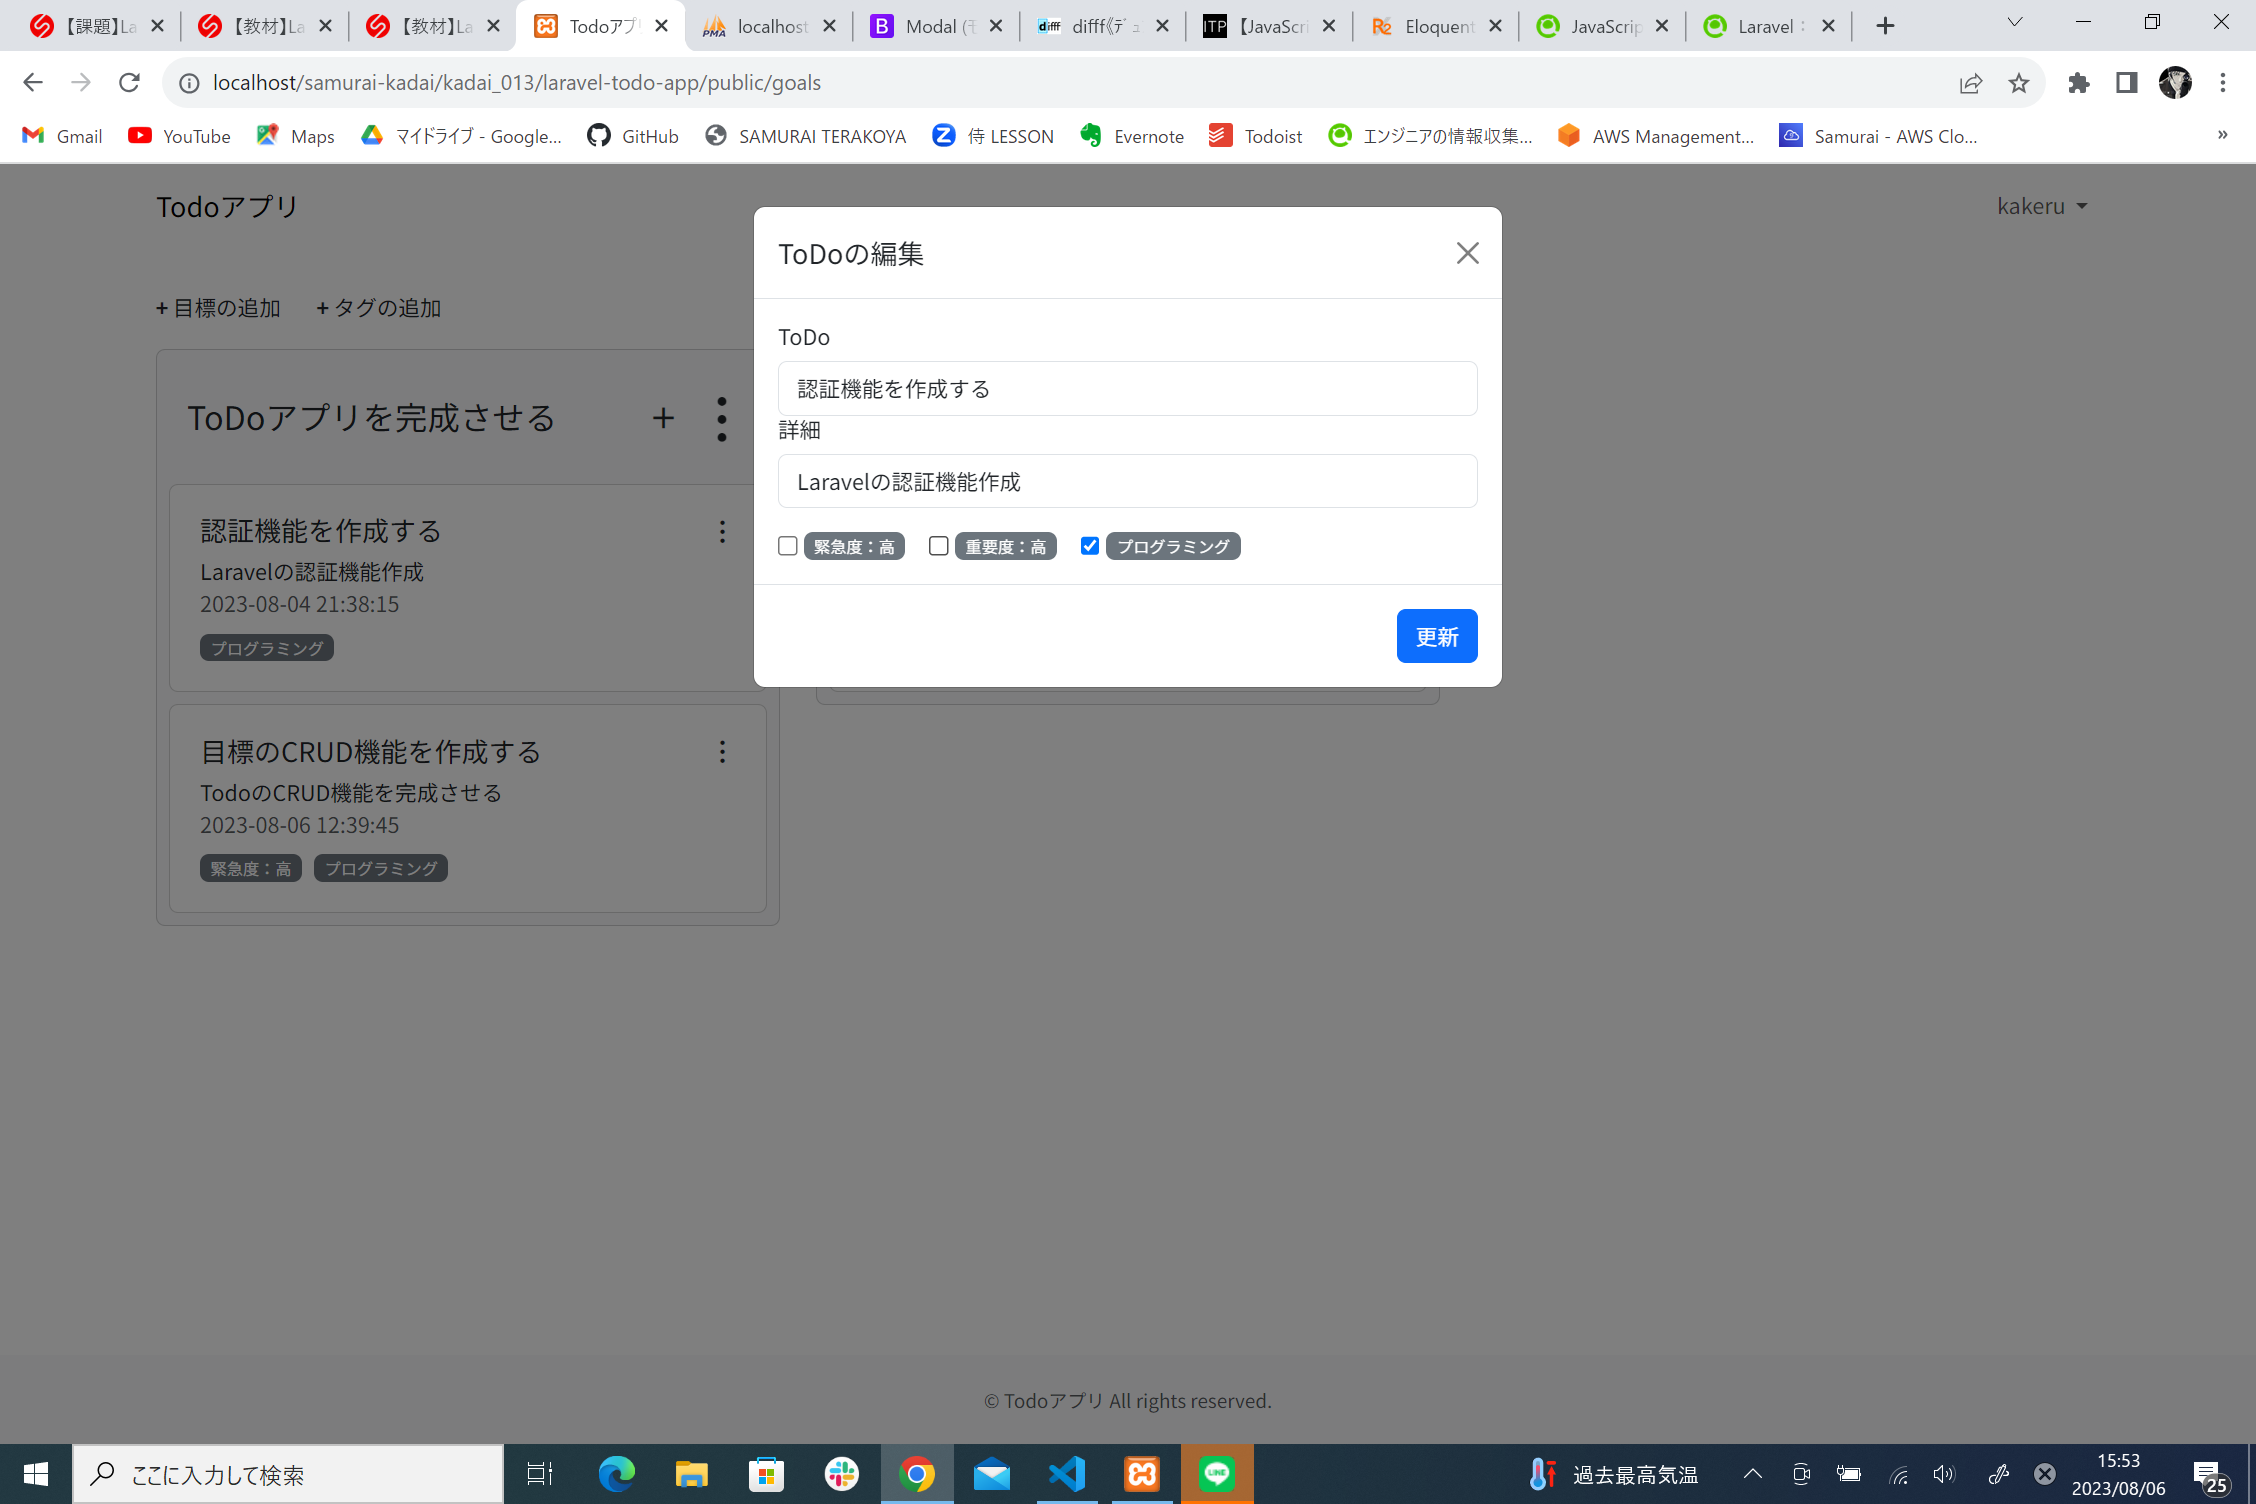 【課題】La
【教材】La
【教材】La
Todoアプリ
localhost
Modal (モ
difff《デュ
【JavaScri
Eloquent
JavaScrip
Laravel：
localhost/samurai-kadai/kadai_013/laravel-todo-app/public/goals
Gmail
YouTube
Maps
マイドライブ - Google...
GitHub
SAMURAI TERAKOYA
侍 LESSON
Evernote
Todoist
エンジニアの情報収集...
AWS Management...
Samurai - AWS Clo...
»
Todoアプリ
kakeru
+ 目標の追加
+ タグの追加
ToDoアプリを完成させる
認証機能を作成する
Laravelの認証機能作成
2023-08-04 21:38:15
プログラミング
目標のCRUD機能を作成する
TodoのCRUD機能を完成させる
2023-08-06 12:39:45
緊急度：高
プログラミング
ToDoの編集
ToDo
認証機能を作成する
詳細
Laravelの認証機能作成
緊急度：高
重要度：高
プログラミング
更新
© Todoアプリ All rights reserved.
ここに入力して検索
過去最高気温
15:53
2023/08/06
25